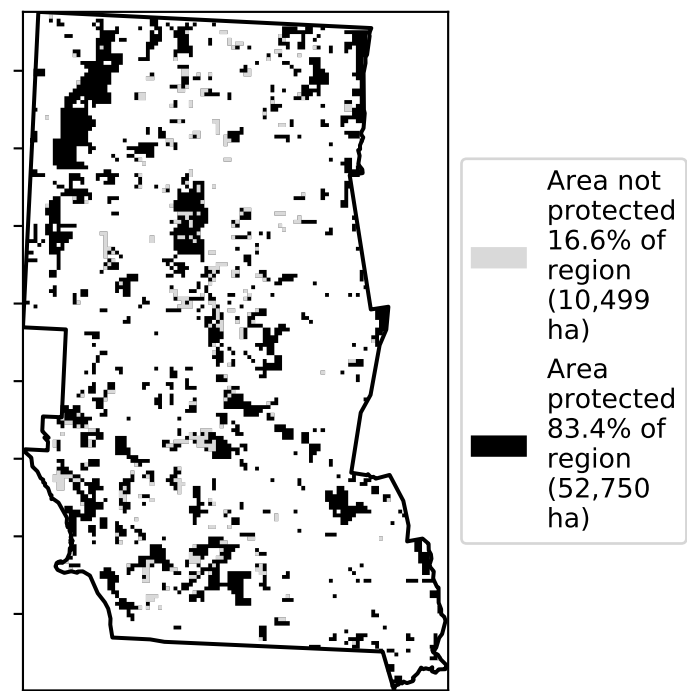 Area not
protected
16.6% of
region
(10,499
ha)
Area
protected
83.4% of
region
(52,750
ha)